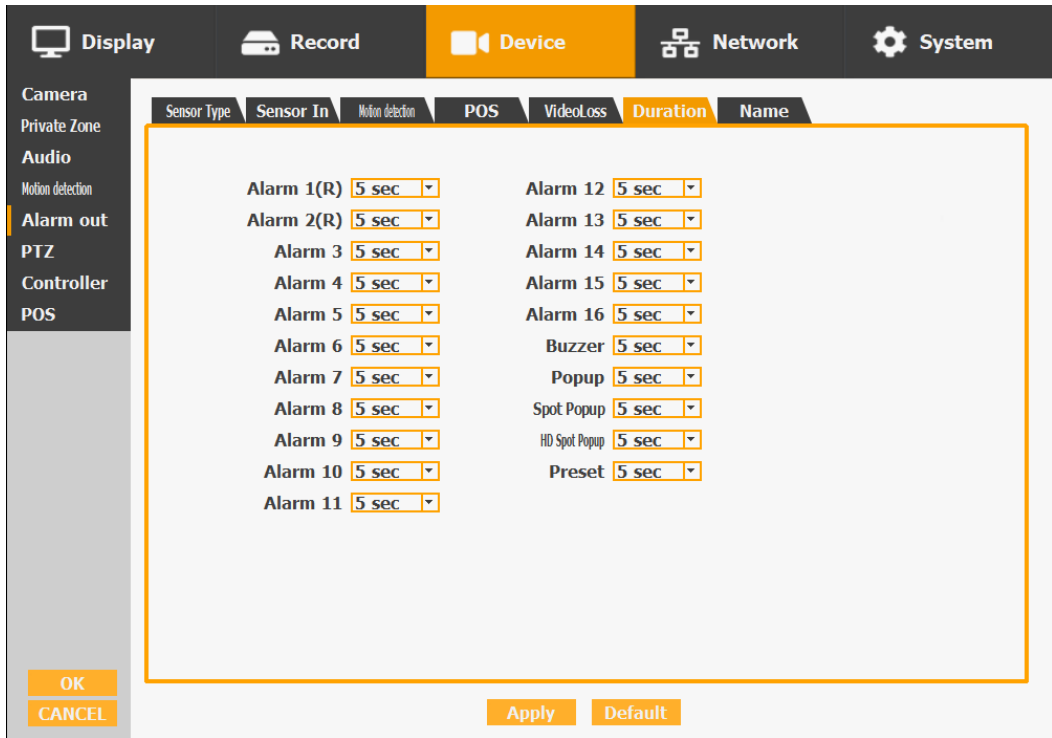 Display Record Device Network System
Camera
Private Zone
Audio
Motion detection
Alarm out
PTZ
Controller
POS
Sensor Type Sensor In Motion detection POS VideoLoss Duration Name
Alarm 1(R) 5 sec Alarm 12 5 sec
Alarm 2(R) 5 sec Alarm 13 5 sec
Alarm 3 5 sec Alarm 14 5 sec
Alarm 4 5 sec Alarm 15 5 sec
Alarm 5 5 sec Alarm 16 5 sec
Alarm 6 5 sec Buzzer 5 sec
Alarm 7 5 sec Popup 5 sec
Alarm 8 5 sec Spot Popup 5 sec
Alarm 9 5 sec HD Spot Popup 5 sec
Alarm 10 5 sec Preset 5 sec
Alarm 11 5 sec
OK
CANCEL
Apply Default